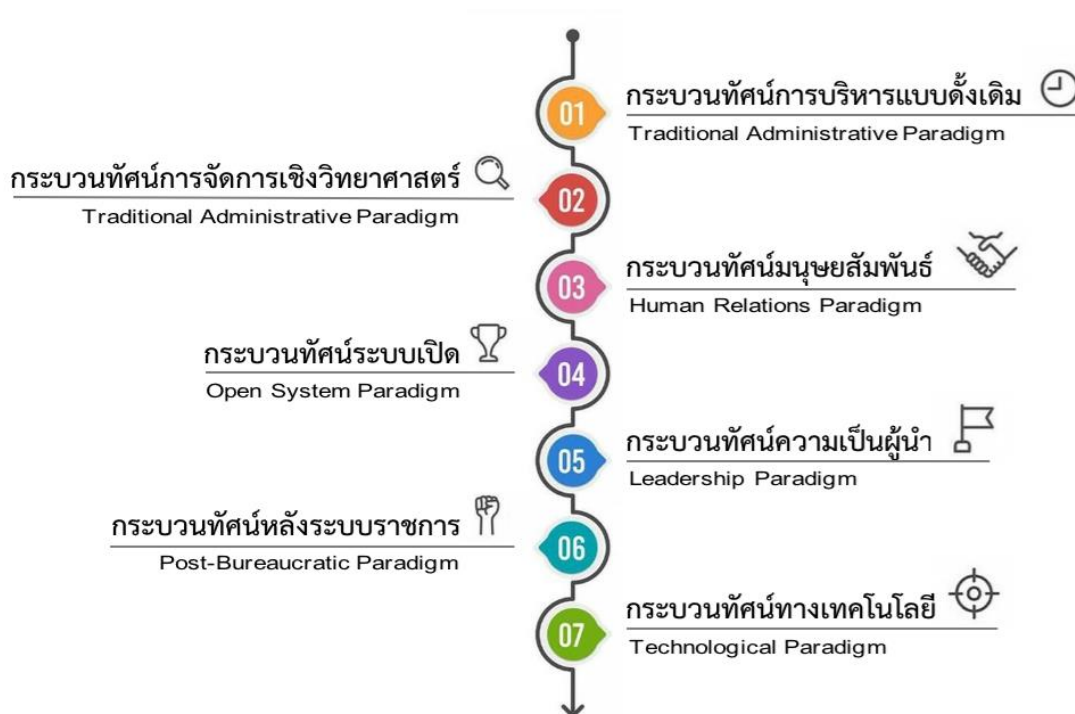 01
กระบวนทัศน์การบริหารแบบดั้งเดิม
Traditional Administrative Paradigm
กระบวนทัศน์การจัดการเชิงวิทยาศาสตร์
02
Traditional Administrative Paradigm
03
กระบวนทัศน์มนุษยสัมพันธ์
Human Relations Paradigm
กระบวนทัศน์ระบบเปิด
04
Open System Paradigm
05
กระบวนทัศน์ความเป็นผู้นำ
Leadership Paradigm
กระบวนทัศน์หลังระบบราชการ
06
Post-Bureaucratic Paradigm
07
กระบวนทัศน์ทางเทคโนโลยี
Technological Paradigm